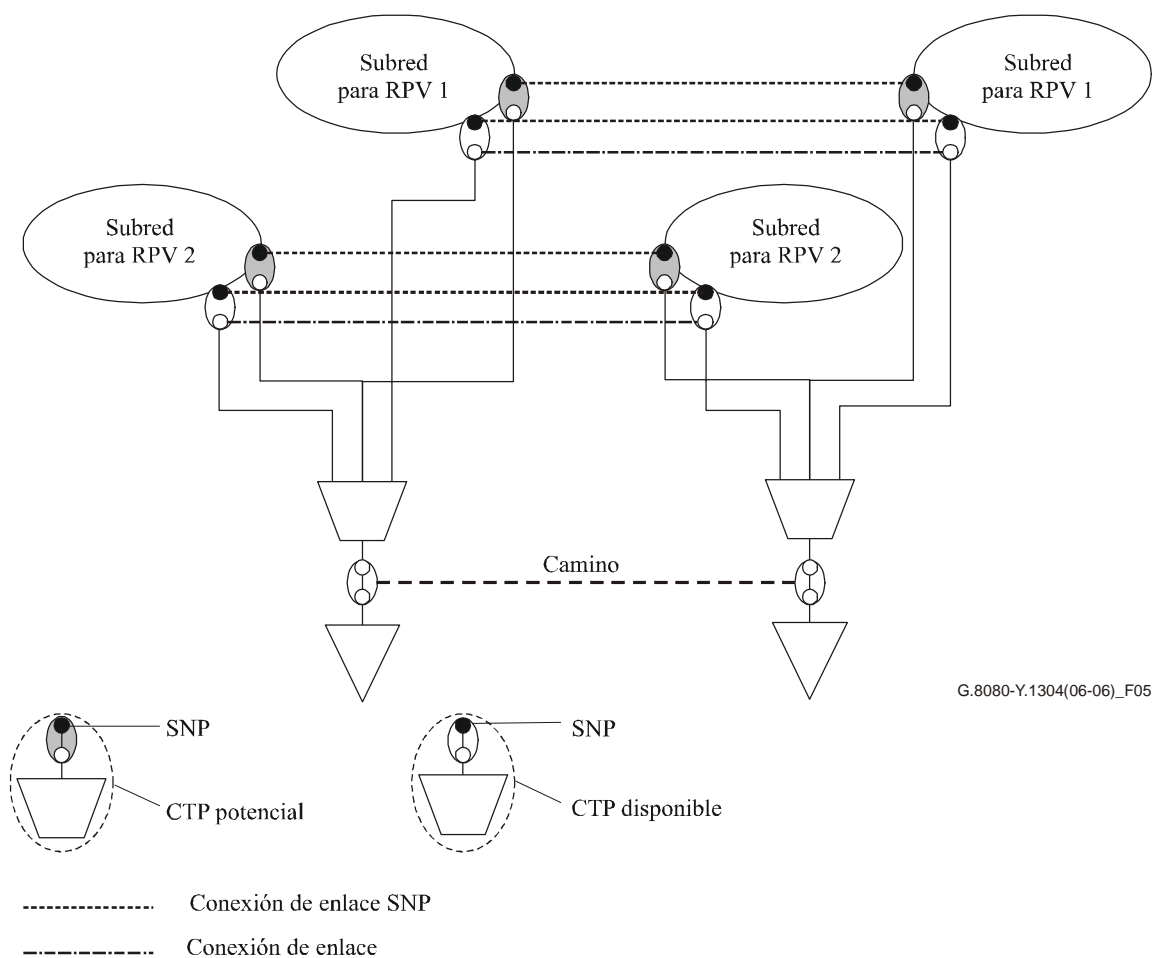 Subred
para RPV 1
Subred
para RPV 1
Subred
para RPV 2
Subred
para RPV 2
Camino
G.8080-Y.1304(06-06)_F05
SNP
CTP potencial
SNP
CTP disponible
Conexión de enlace SNP
Conexión de enlace